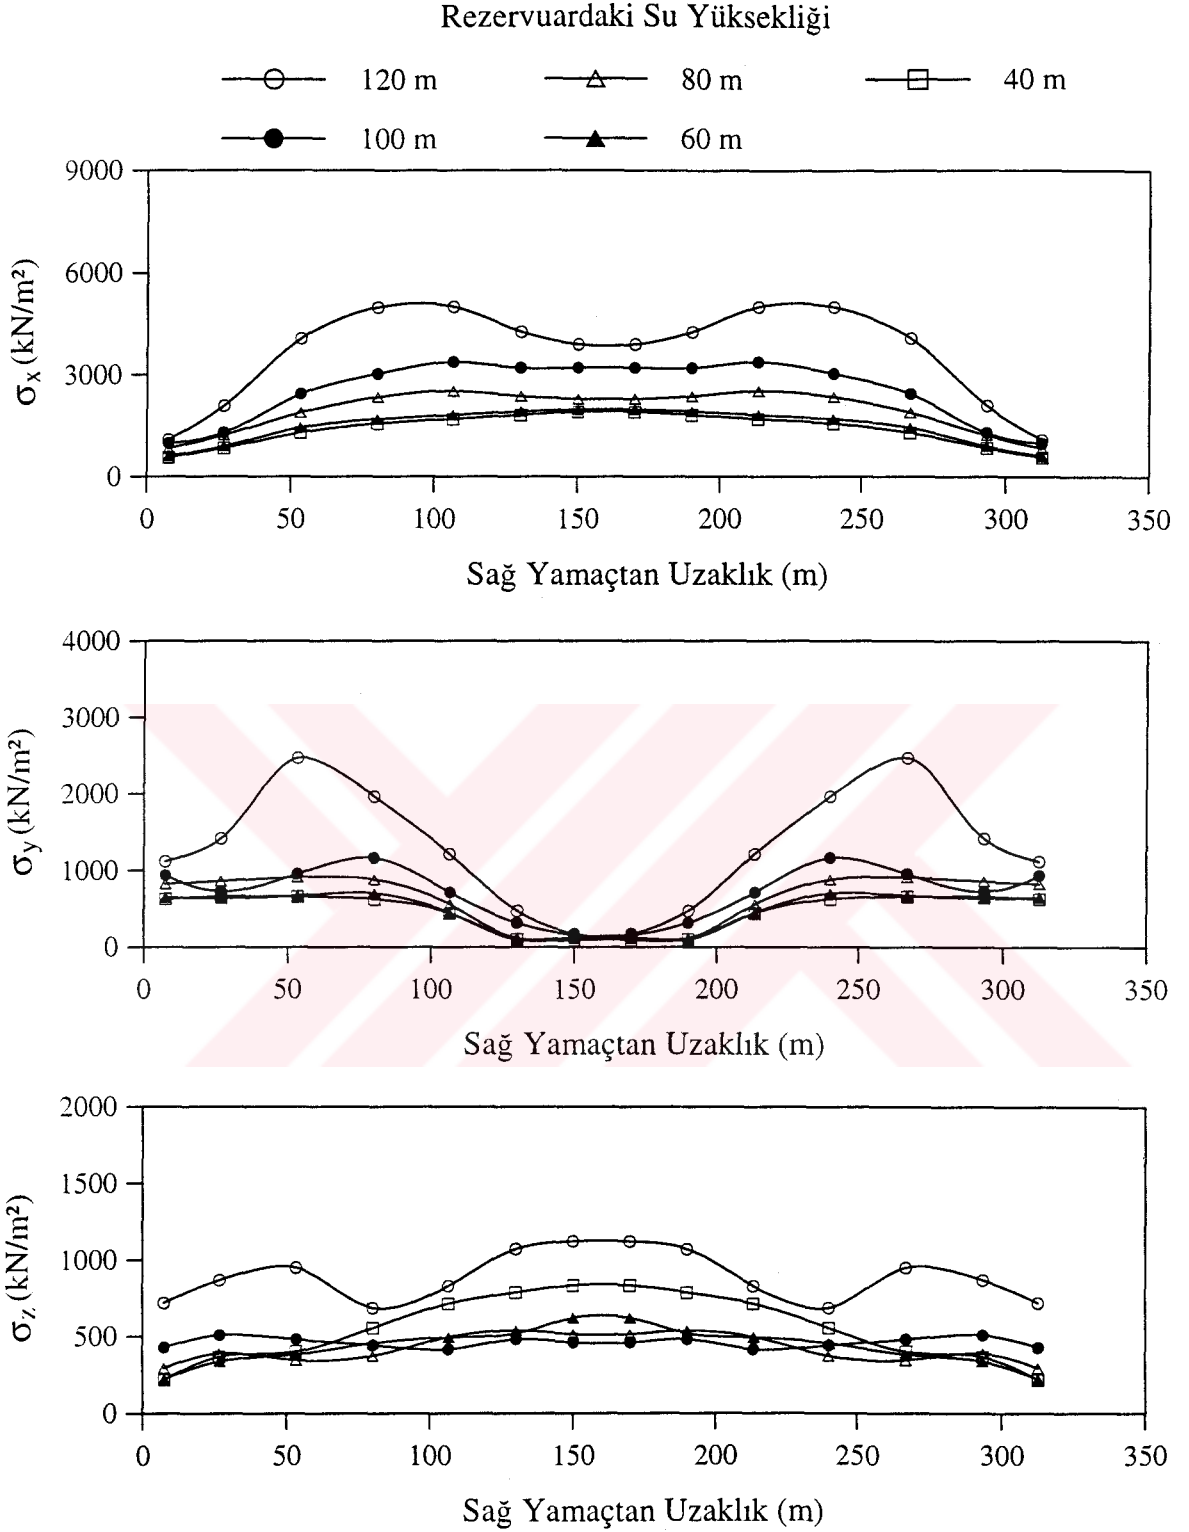 Rezervuardaki Su Yüksekliği
120 m 80 m 40 m
100 m 60 m
9000
6000
3000
0
σx (kN/m²)
0 50 100 150 200 250 300 350
Sağ Yamaçtan Uzaklık (m)
4000
3000
2000
1000
0
σy (kN/m²)
0 50 100 150 200 250 300 350
Sağ Yamaçtan Uzaklık (m)
2000
1500
1000
500
0
σz (kN/m²)
0 50 100 150 200 250 300 350
Sağ Yamaçtan Uzaklık (m)